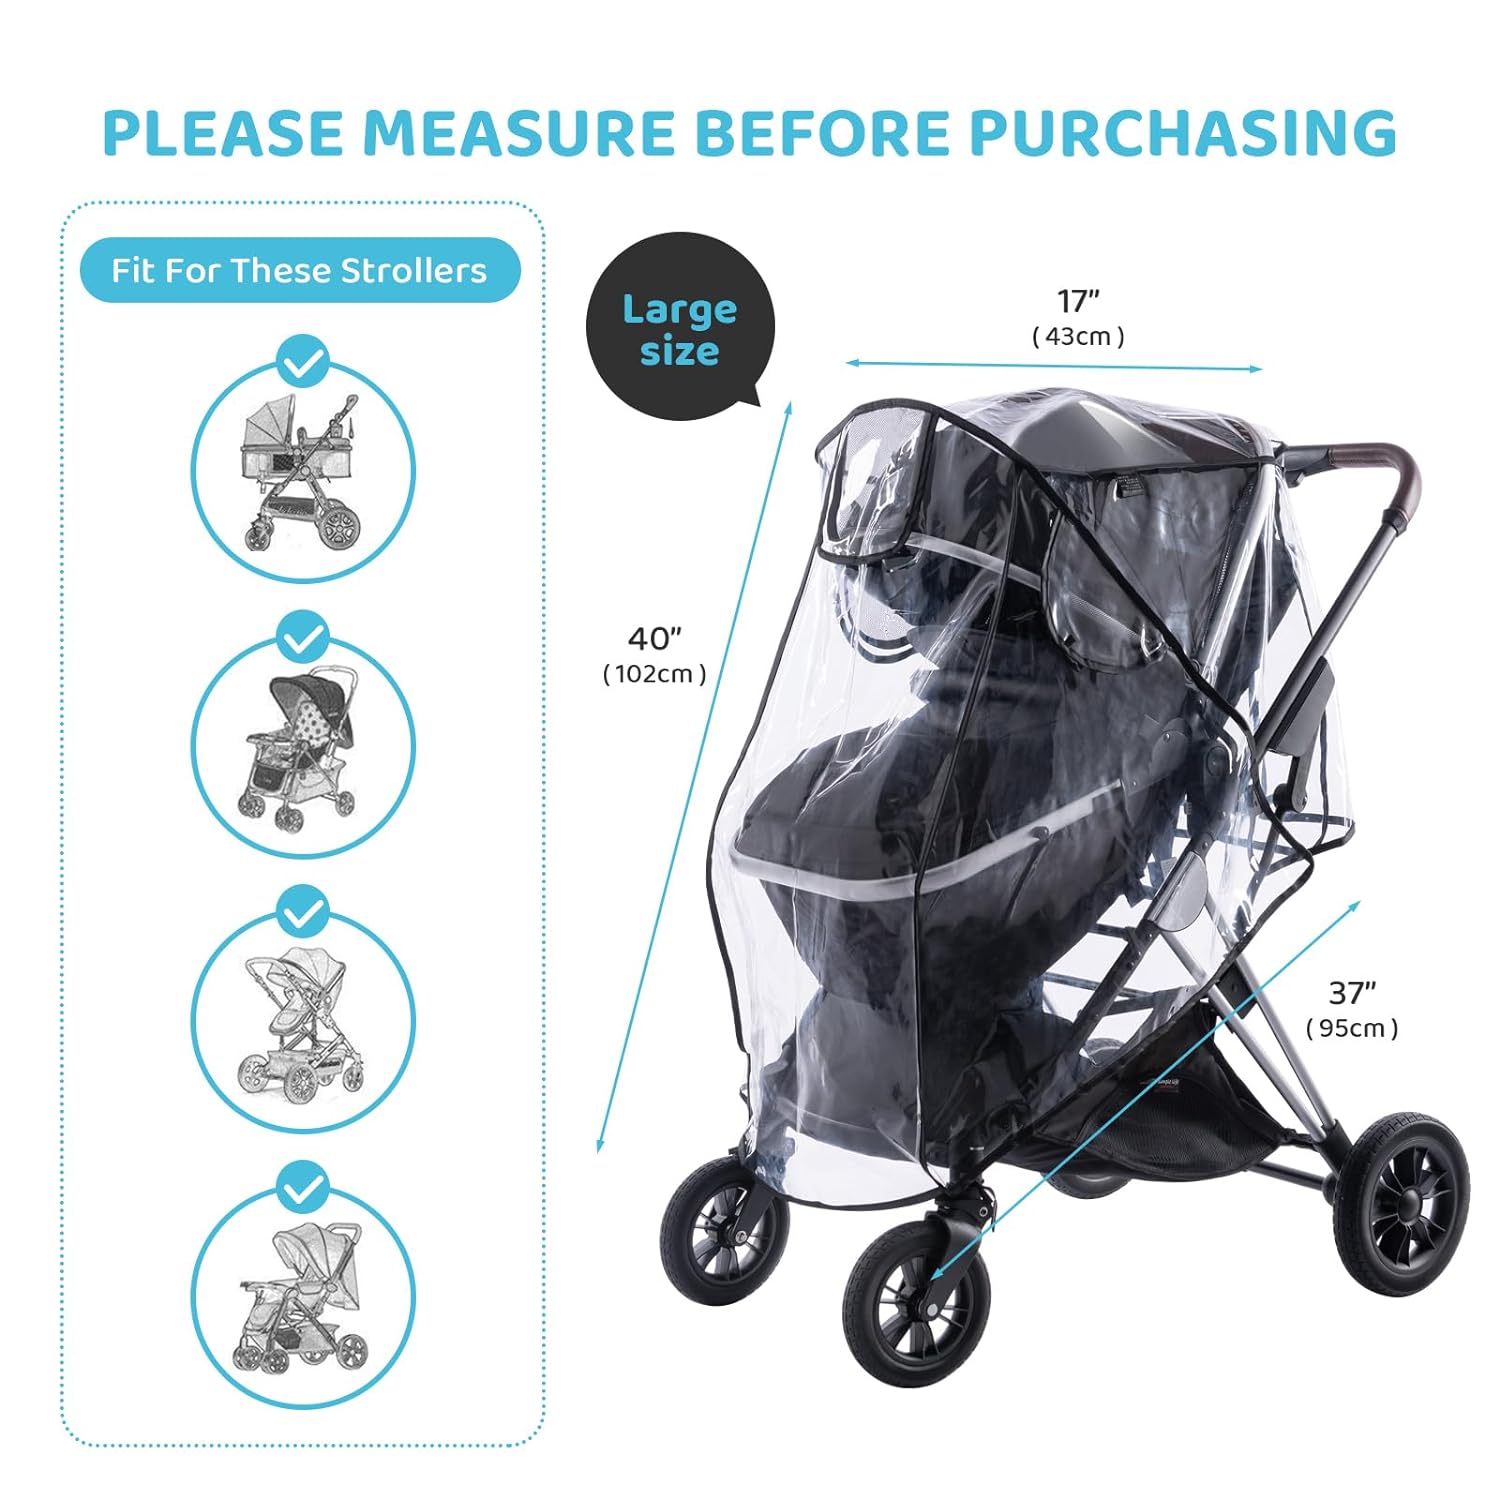 PLEASE MEASURE BEFORE PURCHASING
Fit For These Strollers
Large
size
17”
( 43cm )
40”
( 102cm )
37”
( 95cm )